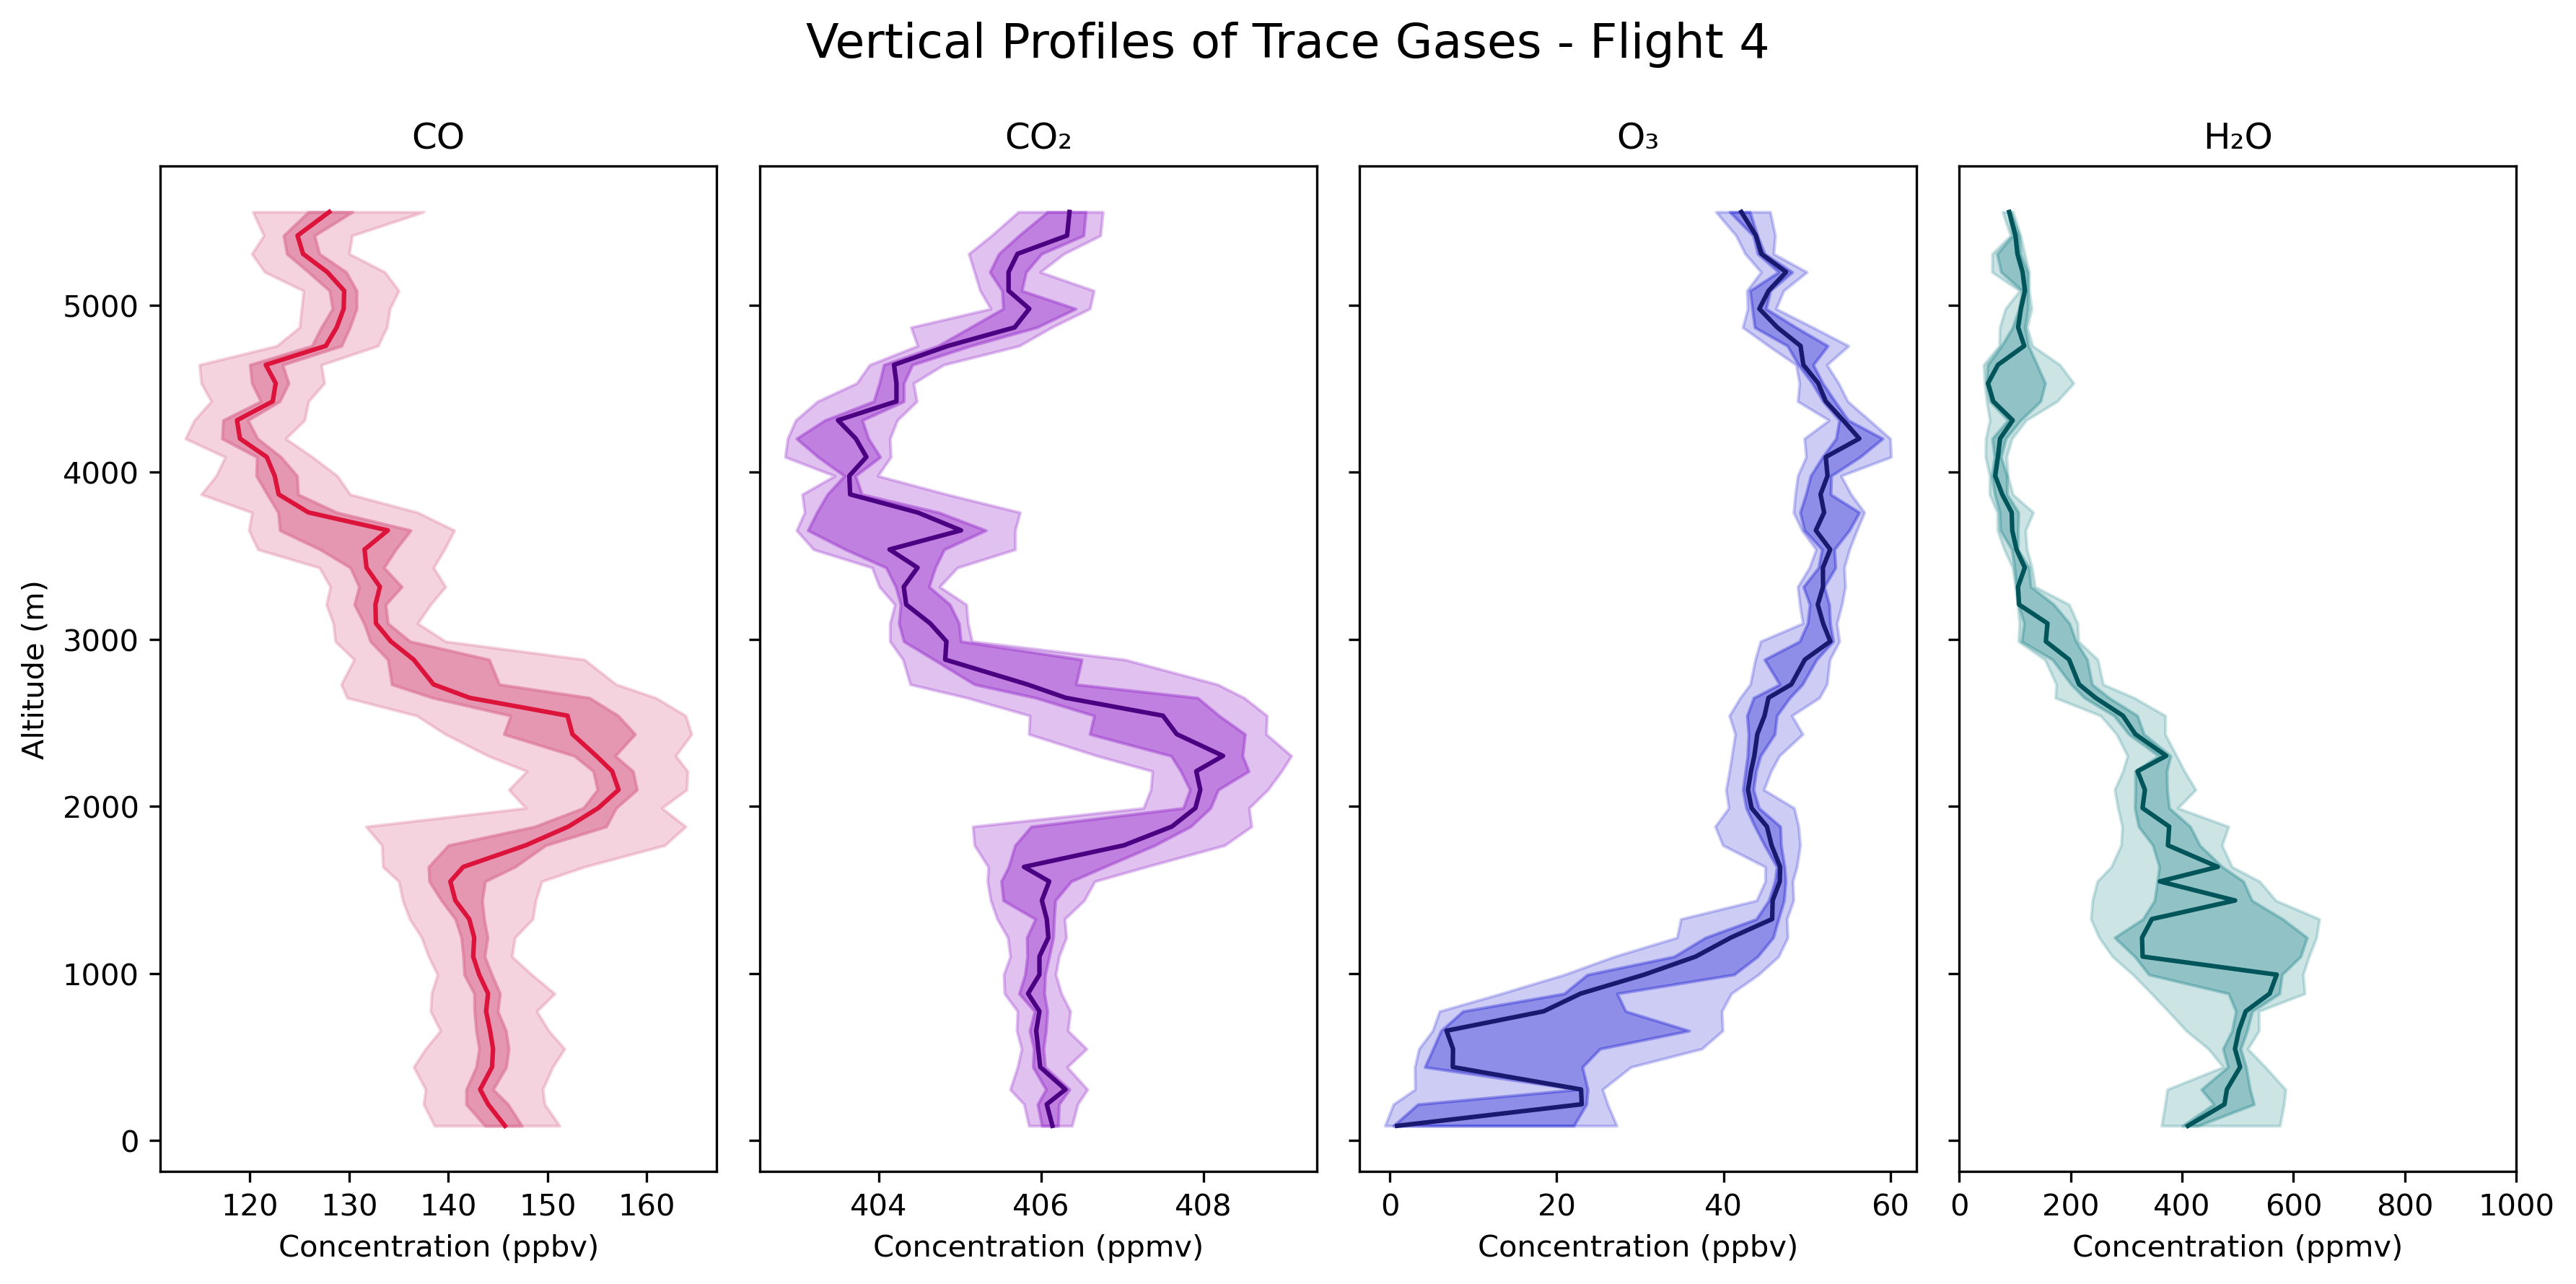 Vertical Profiles of Trace Gases - Flight 4
CO
CO₂
O₃
H₂O
Altitude (m)
5000
4000
3000
2000
1000
0
120 130 140 150 160
404 406 408
0 20 40 60
0 200 400 600 800 1000
Concentration (ppbv)
Concentration (ppmv)
Concentration (ppbv)
Concentration (ppmv)